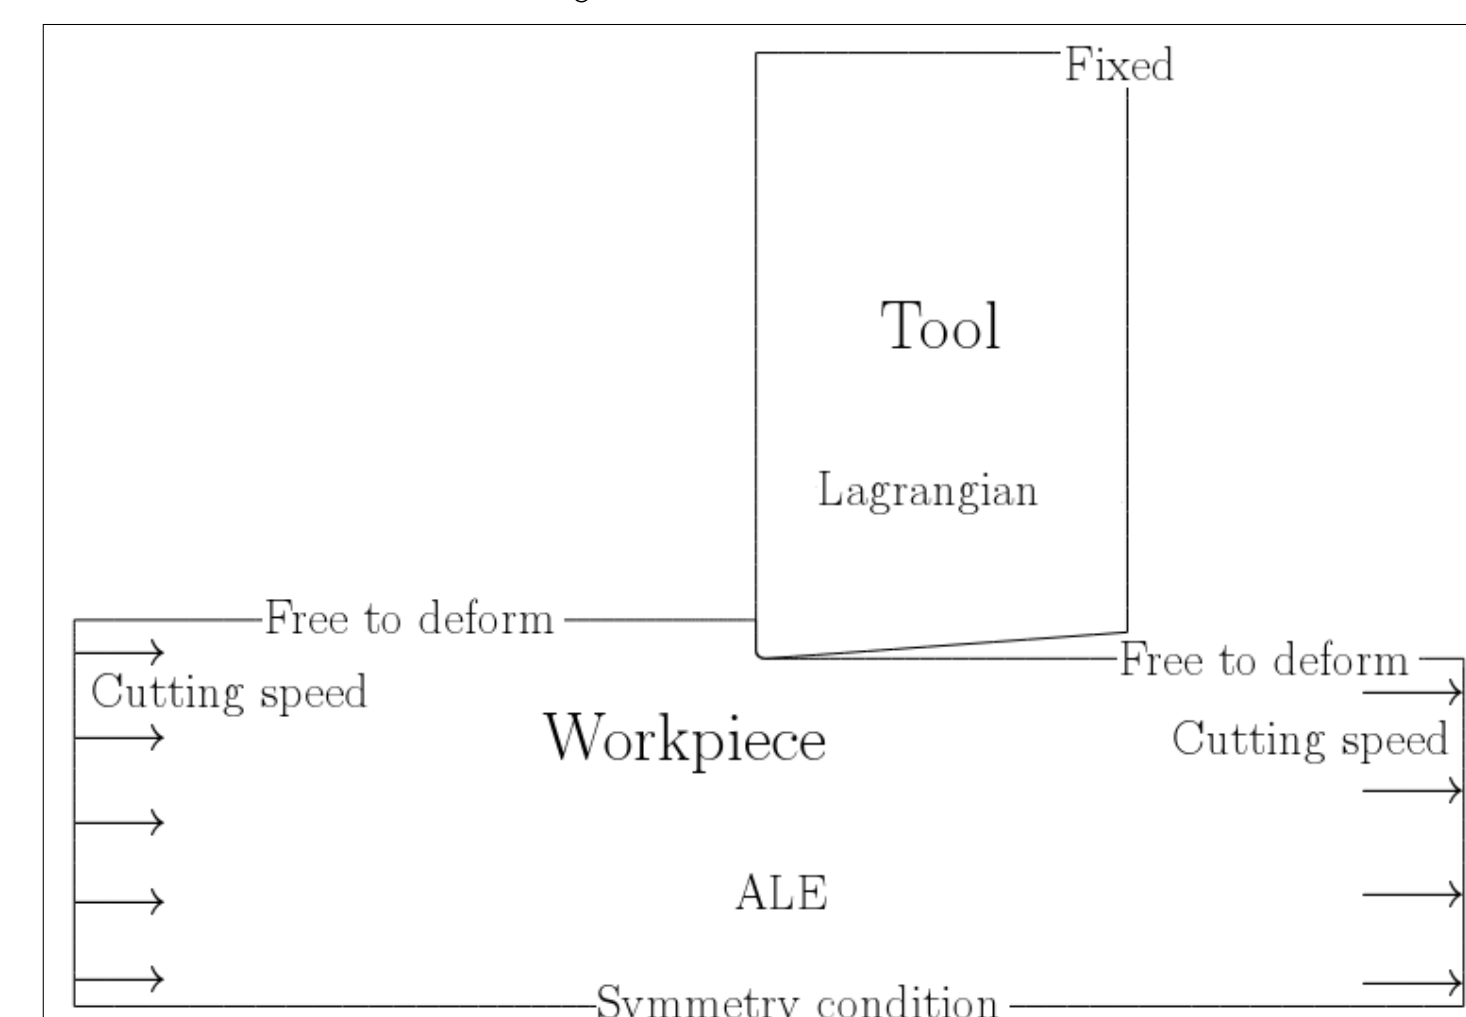 Fixed
Tool
Lagrangian
Free to deform
Free to deform
Cutting speed
Workpiece
Cutting speed
ALE
Symmetry condition